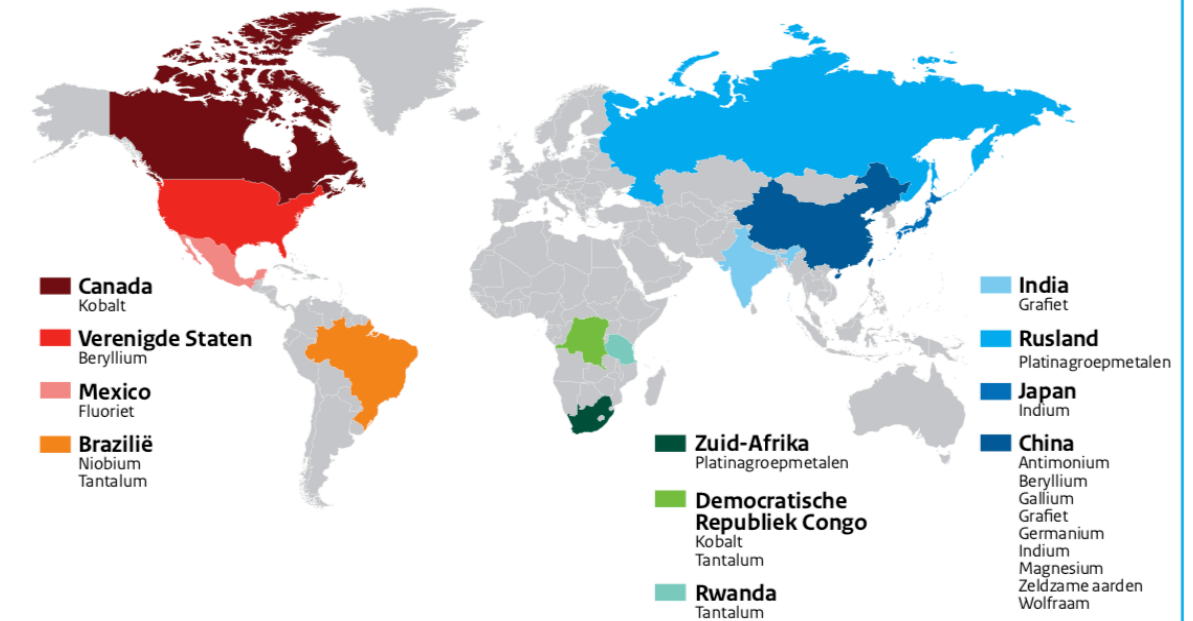 Canada
Kobalt
Verenigde Staten
Beryllium
Mexico
Fluoriet
Brazilië
Niobium
Tantalum
Zuid-Afrika
Platinagroepmetalen
Democratische
Republiek Congo
Kobalt
Tantalum
Rwanda
Tantalum
India
Grafiet
Rusland
Platinagroepmetalen
Japan
Indium
China
Antimonium
Beryllium
Gallium
Grafiet
Germanium
Indium
Magnesium
Zeldzame aarden
Wolfraam